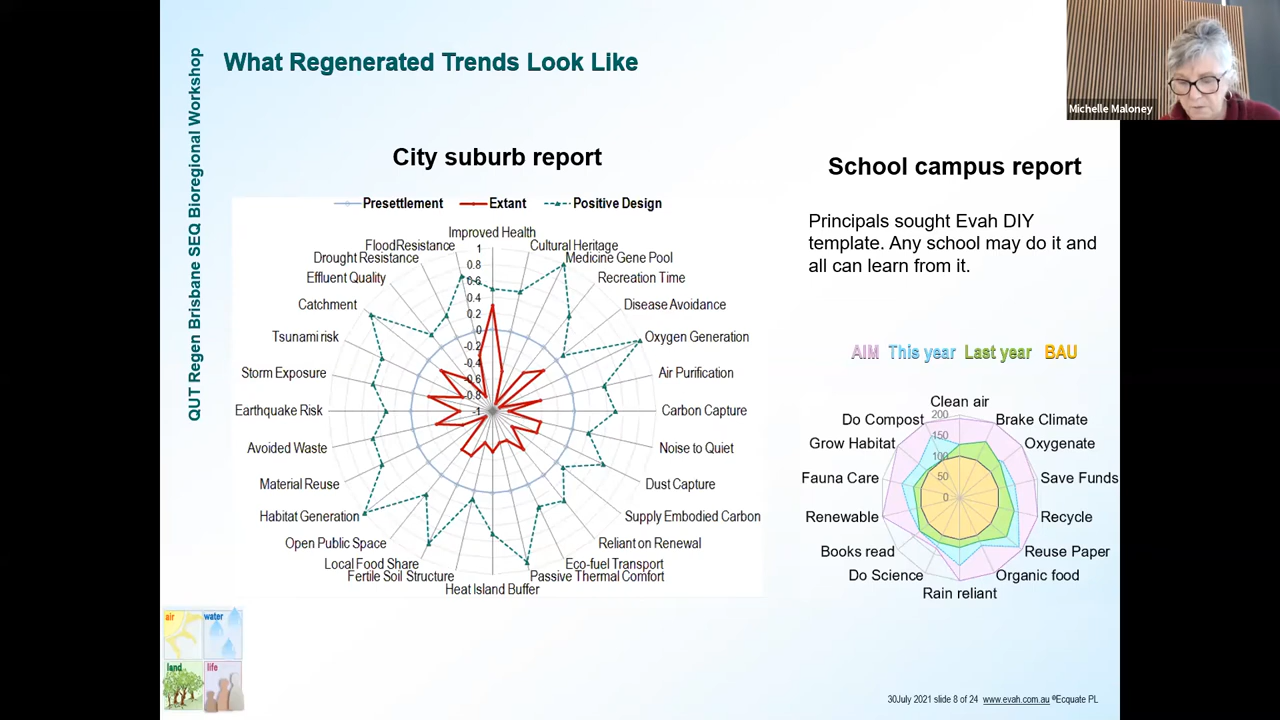 What Regenerated Trends Look Like
QUT Regen Brisbane SEQ Bioregional Workshop
Michelle Maloney
City suburb report
Presettlement Extant Positive Design
Improved Health
Cultural Heritage
Medicine Gene Pool
Recreation Time
Disease Avoidance
Oxygen Generation
Air Purification
Carbon Capture
Noise to Quiet
Dust Capture
Supply Embodied Carbon
Reliant on Renewal
Eco-fuel Transport
Passive Thermal Comfort
Heat Island Buffer
Fertile Soil Structure
Local Food Share
Open Public Space
Habitat Generation
Material Reuse
Avoided Waste
Earthquake Risk
Storm Exposure
Tsunami risk
Catchment
Effluent Quality
Drought Resistance
FloodResistance
1
0.8
0.6
0.4
0.2
0
-0.2
-0.4
-0.6
-0.8
-1
School campus report
Principals sought Evah DIY
template. Any school may do it and
all can learn from it.
AIM This year Last year BAU
Clean air
Brake Climate
Oxygenate
Save Funds
Recycle
Reuse Paper
Organic food
Rain reliant
Do Science
Books read
Renewable
Fauna Care
Grow Habitat
Do Compost
200
150
100
50
0
air water
land life
30July 2021 slide 8 of 24 www.evah.com.au ®Ecquate PL